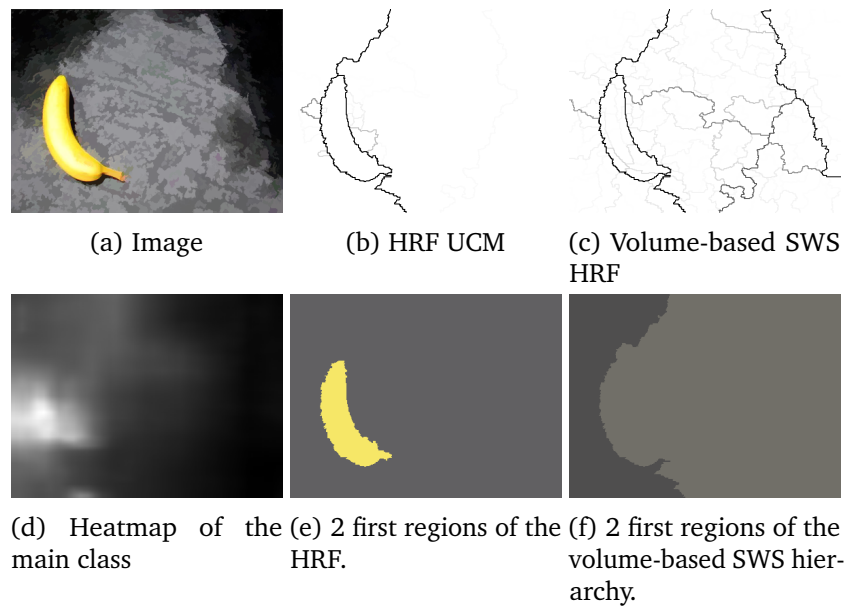 (a) Image
(b) HRF UCM
(c) Volume-based SWS
HRF
(d) Heatmap of the
main class
(e) 2 first regions of the
HRF.
(f) 2 first regions of the
volume-based SWS hier-
archy.